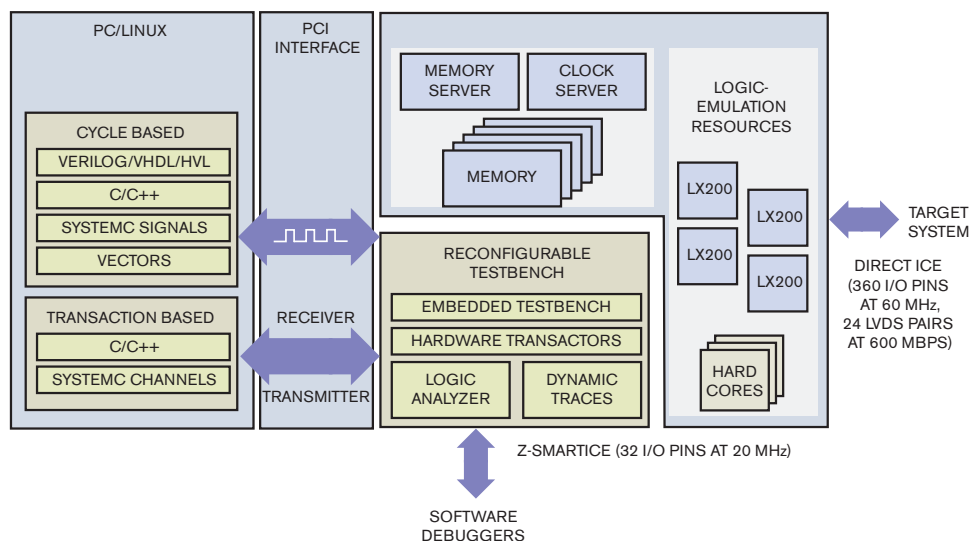 PC/LINUX
CYCLE BASED
VERILOG/VHDL/HVL
C/C++
SYSTEMC SIGNALS
VECTORS
TRANSACTION BASED
C/C++
SYSTEMC CHANNELS
PCI
INTERFACE
RECEIVER
TRANSMITTER
MEMORY
SERVER
CLOCK
SERVER
MEMORY
LOGIC-
EMULATION
RESOURCES
LX200
LX200
LX200
LX200
HARD
CORES
RECONFIGURABLE
TESTBENCH
EMBEDDED TESTBENCH
HARDWARE TRANSACTORS
LOGIC
ANALYZER
DYNAMIC
TRACES
TARGET
SYSTEM
DIRECT ICE
(360 I/O PINS
AT 60 MHz,
24 LVDS PAIRS
AT 600 MBPS)
Z-SMARTICE (32 I/O PINS AT 20 MHz)
SOFTWARE
DEBUGGERS